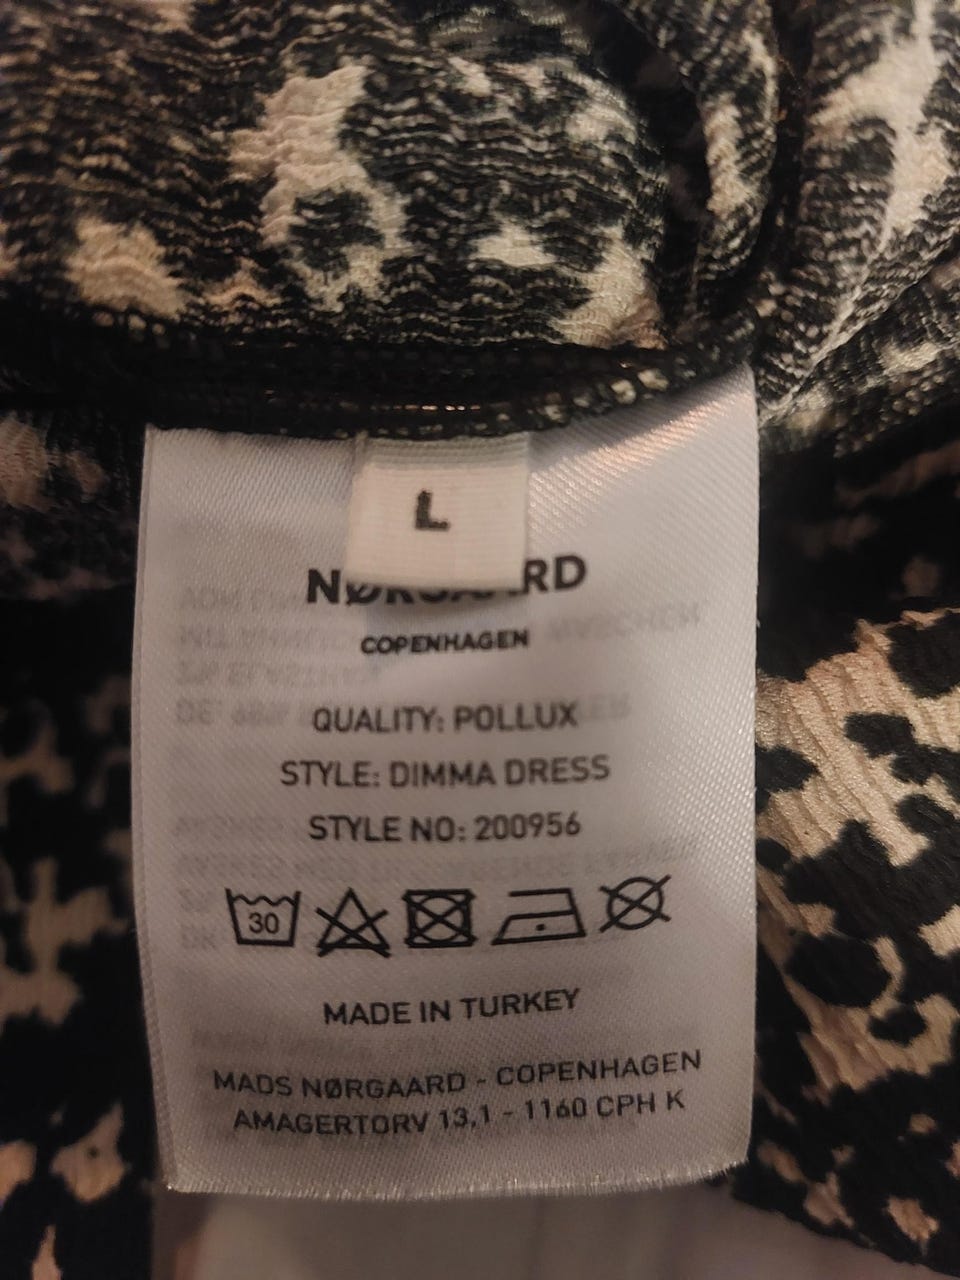 L
NØRGAARD
COPENHAGEN
QUALITY: POLLUX
STYLE: DIMMA DRESS
STYLE NO: 200956
30
MADE IN TURKEY
MADS NØRGAARD - COPENHAGEN
AMAGERTORV 13,1 - 1160 CPH K